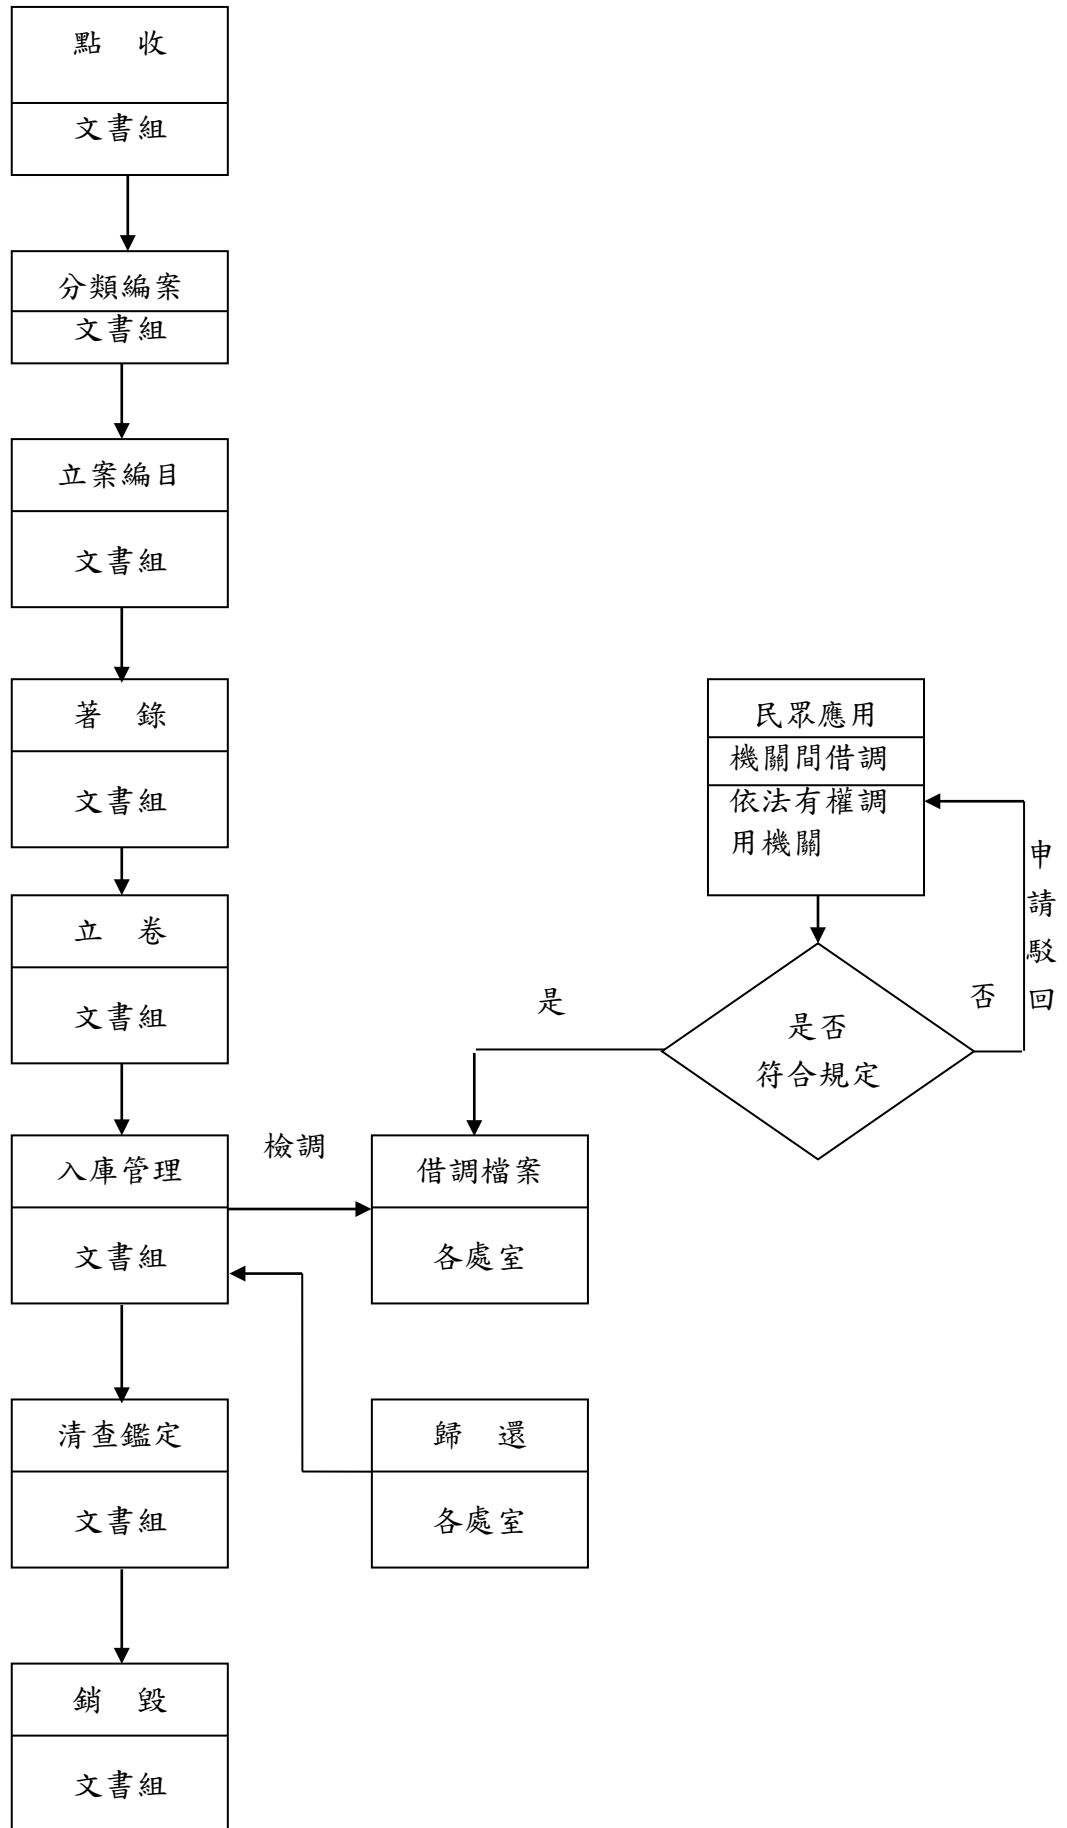 點　收
文書組
分類編案
文書組
立案編目
文書組
著　錄
文書組
立　卷
文書組
入庫管理
文書組
檢調
清查鑑定
文書組
銷　毀
文書組
民眾應用
機關間借調
依法有權調
用機關
申請駁回
否
是
是否
符合規定
借調檔案
各處室
歸　還
各處室